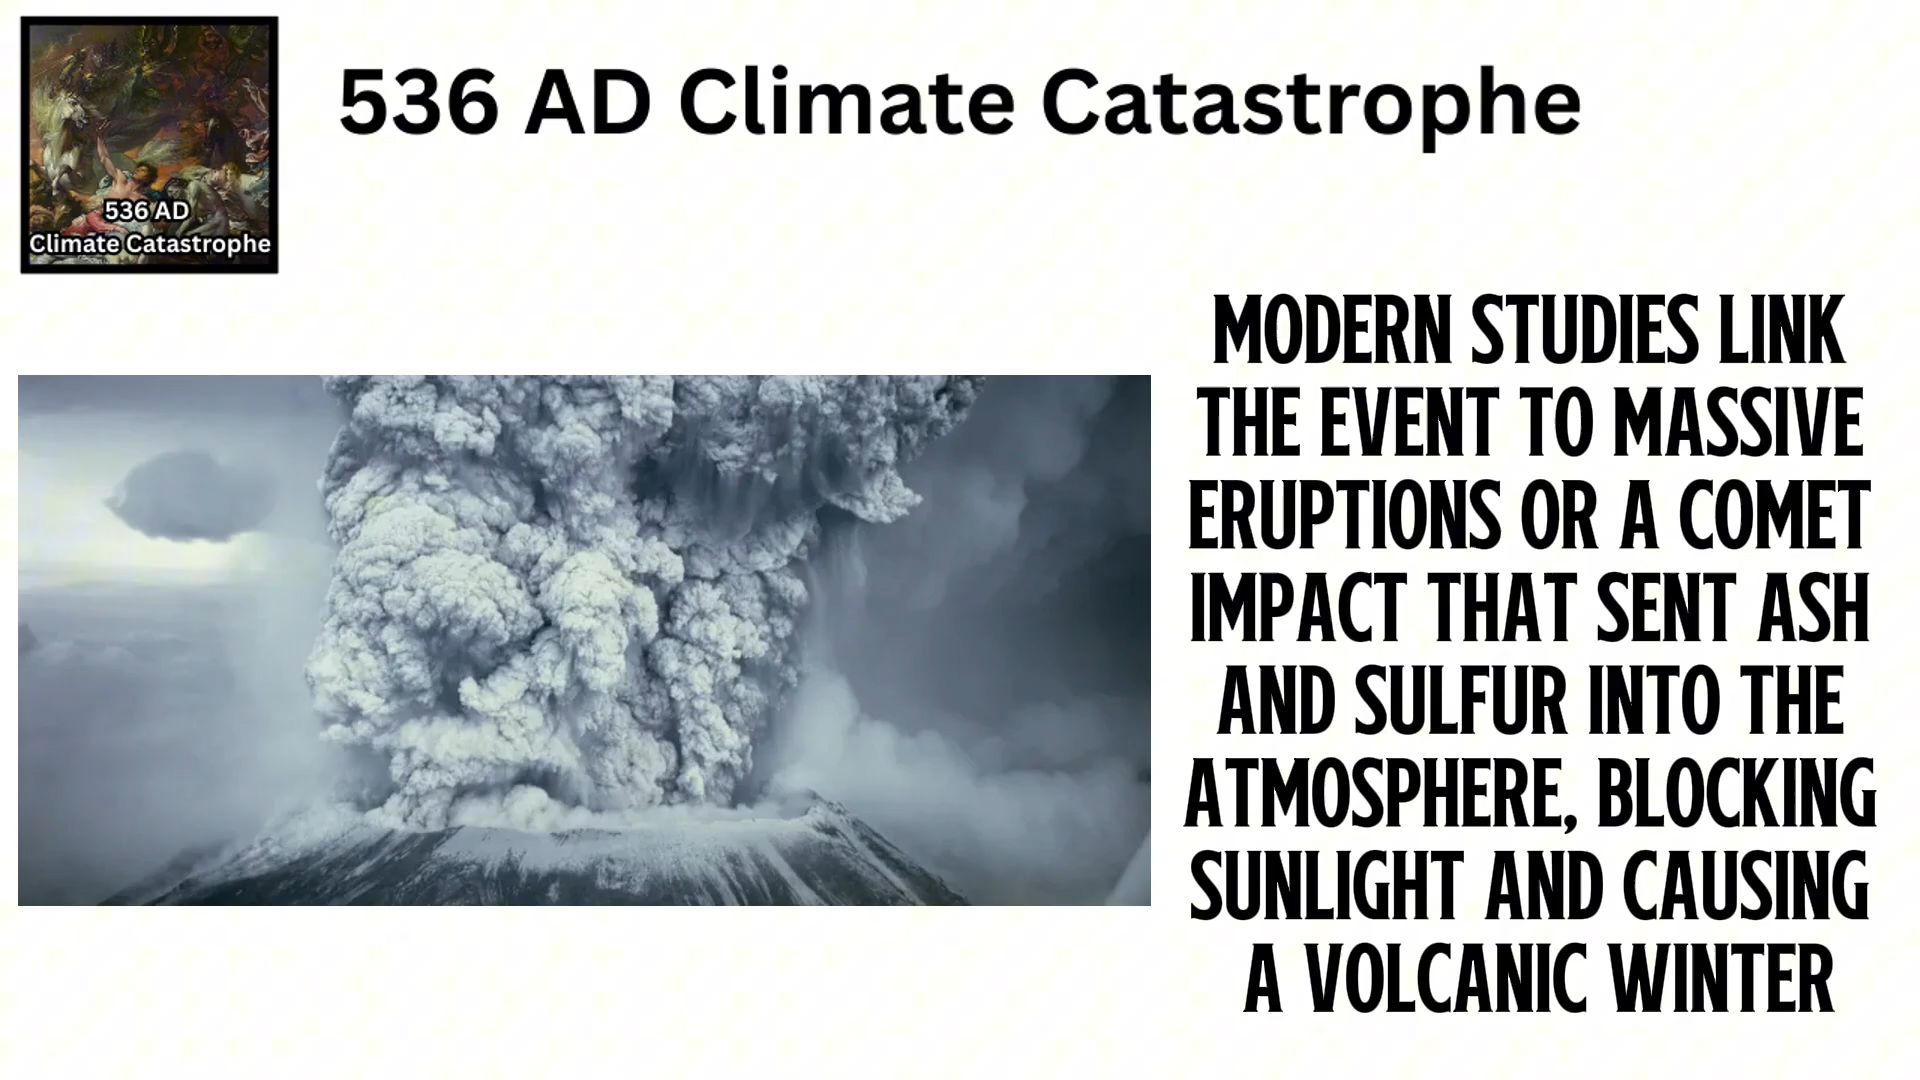 536 AD
Climate Catastrophe
536 AD Climate Catastrophe
MODERN STUDIES LINK
THE EVENT TO MASSIVE
ERUPTIONS OR A COMET
IMPACT THAT SENT ASH
AND SULFUR INTO THE
ATMOSPHERE, BLOCKING
SUNLIGHT AND CAUSING
A VOLCANIC WINTER